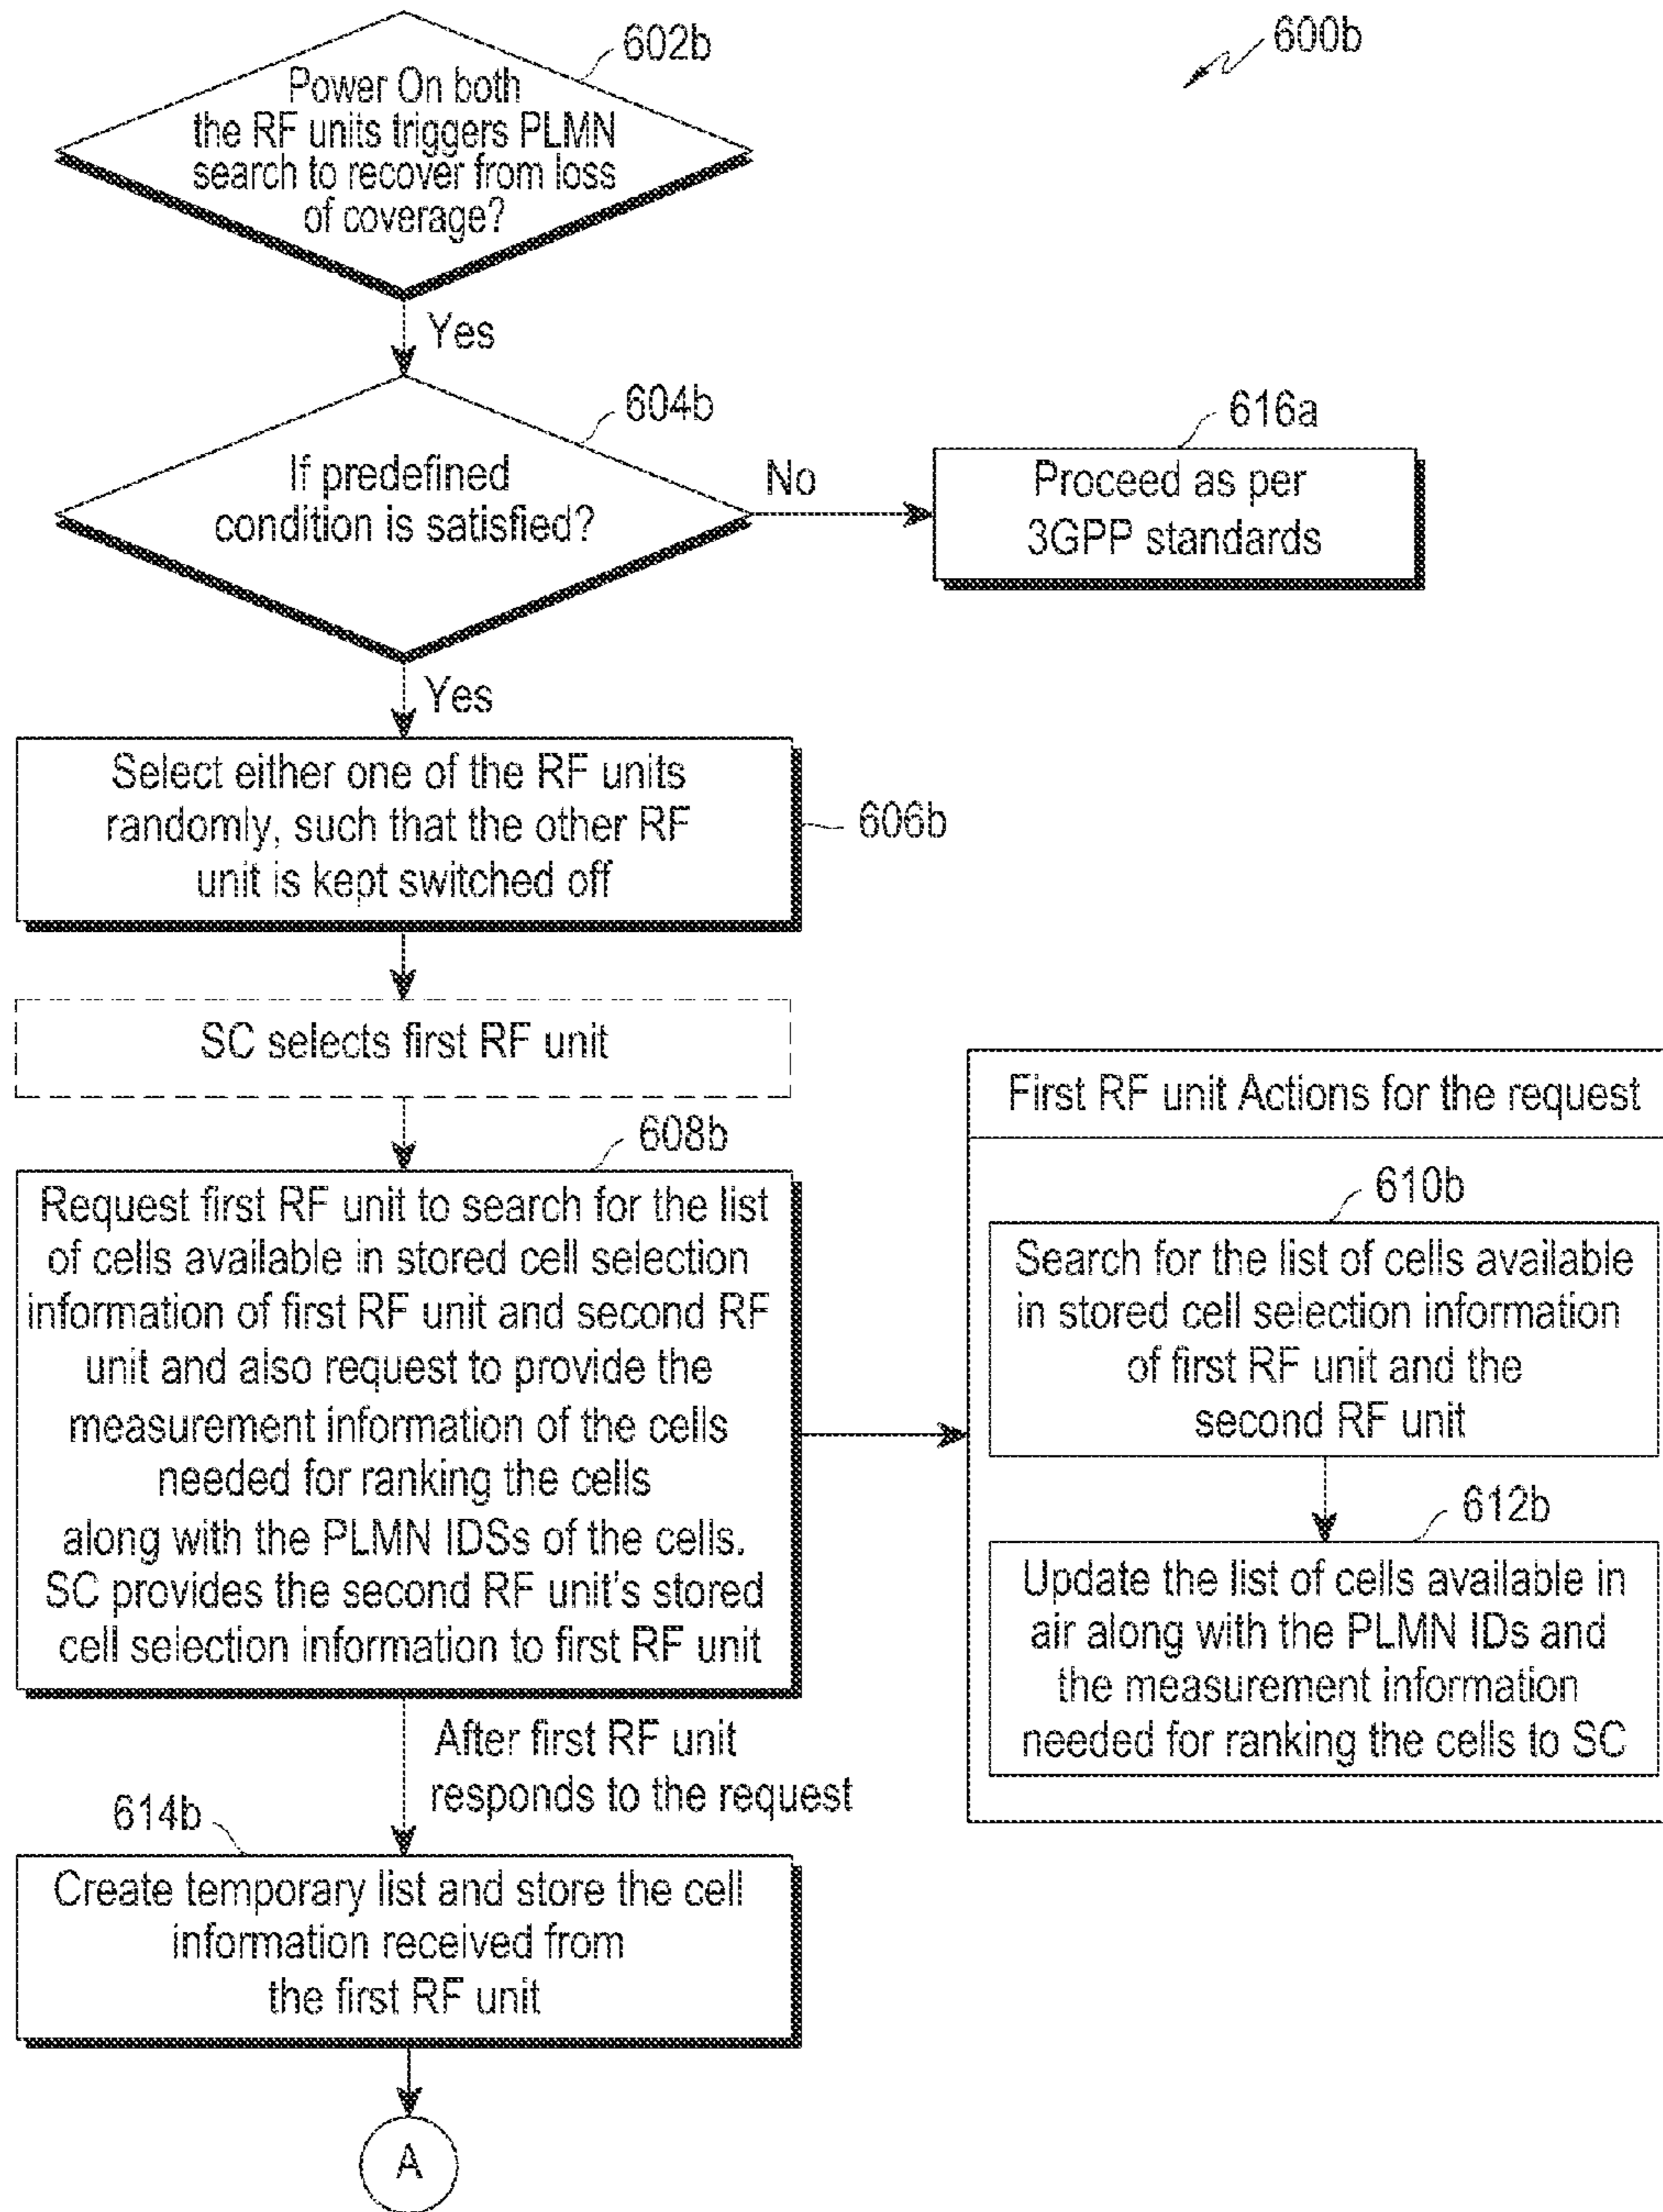 600b
602b
Power On both
the RF units triggers PLMN
search to recover from loss
of coverage?
Yes
604b
If predefined
condition is satisfied?
No
616a
Proceed as per
3GPP standards
Yes
Select either one of the RF units
randomly, such that the other RF
unit is kept switched off
606b
SC selects first RF unit
608b
Request first RF unit to search for the list
of cells available in stored cell selection
information of first RF unit and second RF
unit and also request to provide the
measurement information of the cells
needed for ranking the cells
along with the PLMN IDSs of the cells.
SC provides the second RF unit's stored
cell selection information to first RF unit
First RF unit Actions for the request
610b
Search for the list of cells available
in stored cell selection information
of first RF unit and the
second RF unit
612b
Update the list of cells available in
air along with the PLMN IDs and
the measurement information
needed for ranking the cells to SC
After first RF unit
responds to the request
614b
Create temporary list and store the cell
information received from
the first RF unit
A